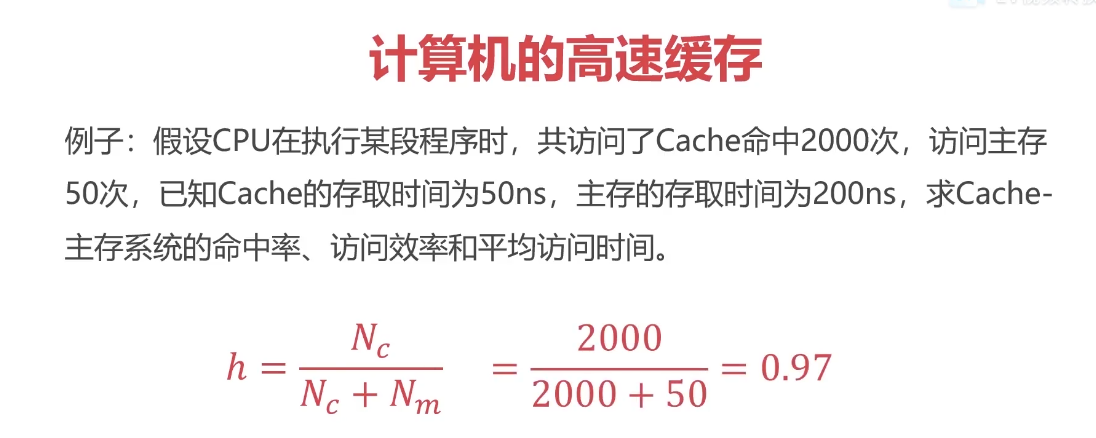 计算机的高速缓存
例子：假设CPU在执行某段程序时，共访问了Cache命中2000次，访问主存
50次，已知Cache的存取时间为50ns，主存的存取时间为200ns，求Cache-
主存系统的命中率、访问效率和平均访问时间。
h = N_c / (N_c + N_m) = 2000 / (2000 + 50) = 0.97